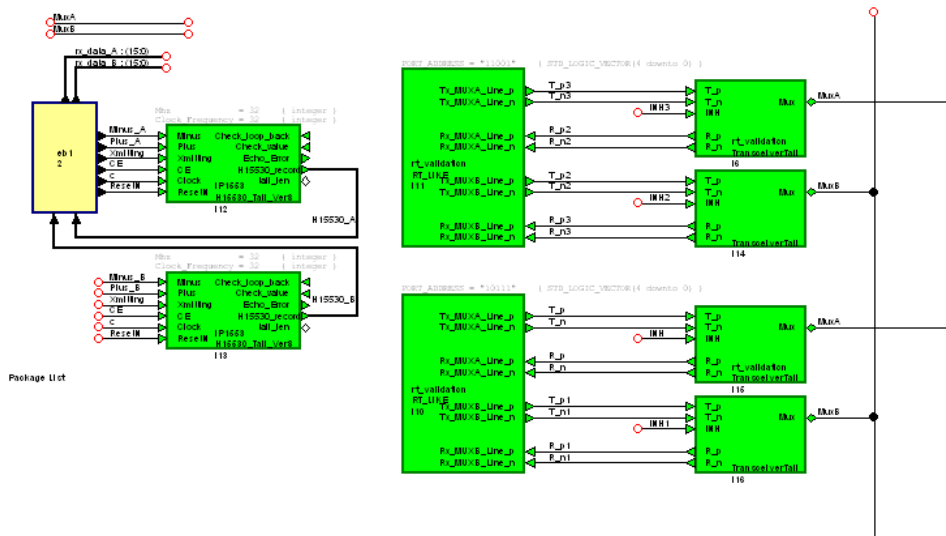 MuxA
MuxB
rx_data_A : (15:0)
rx_data_B : (15:0)
eb1
2
Minus_A
Plus_A
Xmitting
CE
c
ResetN
Mhz = 32 ( integer )
Clock_Frequency = 32 ( integer )
Minus Check_loop_back
Plus Check_value
Xmitting Echo_Error
CE H15530_record
Clock IP1553 tail_len
ResetN H15530_Tail_Ver8
I12
H15530_A
Mhz = 32 ( integer )
Clock_Frequency = 32 ( integer )
Minus_B
Plus_B
Xmitting
CE
c
ResetN
Minus Check_loop_back
Plus Check_value
Xmitting Echo_Error
CE H15530_record
Clock tail_len
IP1553
ResetN H15530_Tail_Ver8
I13
H15530_B
Package List
PORT_ADDRESS = "11001" ( STD_LOGIC_VECTOR(4 downto 0) )
Tx_MUXA_Line_p
Tx_MUXA_Line_n
Rx_MUXA_Line_p
Rx_MUXA_Line_n
rt_validation
RT_LIKE
I11
Tx_MUXB_Line_p
Tx_MUXB_Line_n
Rx_MUXB_Line_p
Rx_MUXB_Line_n
T_p3
T_n3
INH3
R_p2
R_n2
T_p2
T_n2
INH2
R_p3
R_n3
T_p Mux
T_n
INH
R_p
R_n rt_validation
TransceiverTail
I6
MuxA
T_p Mux
T_n
INH
R_p
R_n
TransceiverTail
I14
MuxB
PORT_ADDRESS = "10111" ( STD_LOGIC_VECTOR(4 downto 0) )
Tx_MUXA_Line_p
Tx_MUXA_Line_n
Rx_MUXA_Line_p
Rx_MUXA_Line_n
rt_validation
RT_LIKE
I10
Tx_MUXB_Line_p
Tx_MUXB_Line_n
Rx_MUXB_Line_p
Rx_MUXB_Line_n
T_p
T_n
INH
R_p
R_n
T_p1
T_n1
INH1
R_p1
R_n1
T_p Mux
T_n
INH
R_p
R_n rt_validation
TransceiverTail
I15
MuxA
T_p Mux
T_n
INH
R_p
R_n
TransceiverTail
I16
MuxB